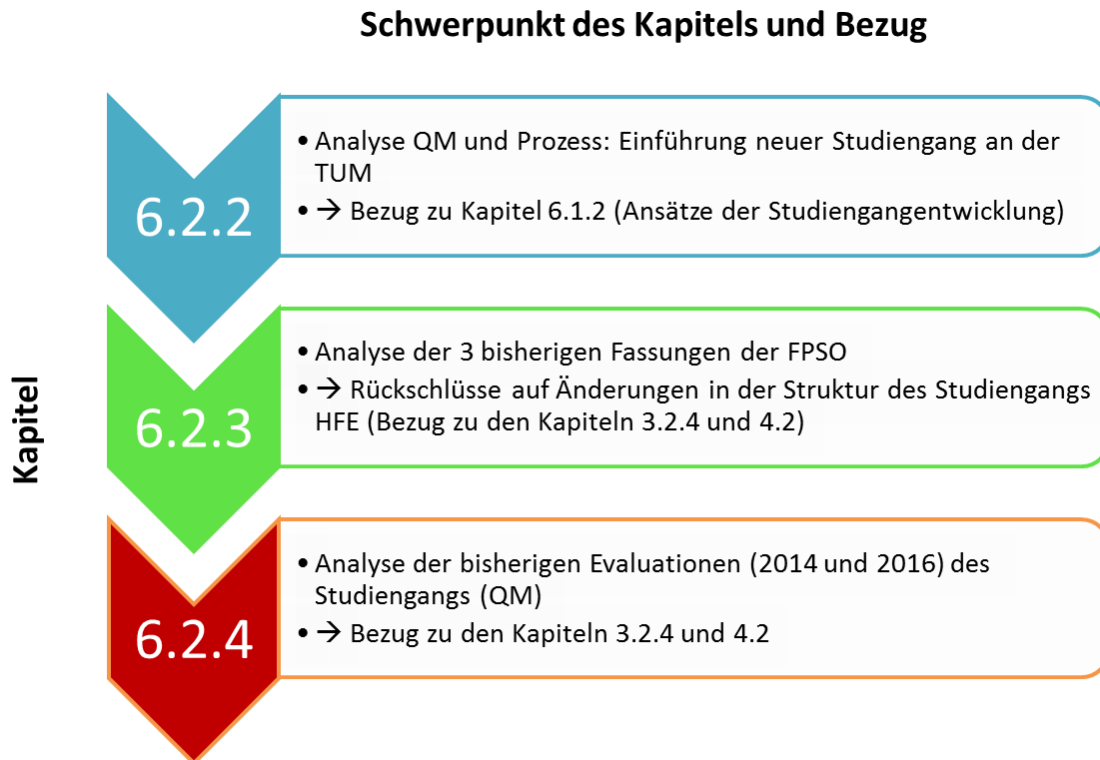 Schwerpunkt des Kapitels und Bezug
Kapitel
6.2.2
• Analyse QM und Prozess: Einführung neuer Studiengang an der
TUM
• → Bezug zu Kapitel 6.1.2 (Ansätze der Studiengangentwicklung)
6.2.3
• Analyse der 3 bisherigen Fassungen der FPSO
• → Rückschlüsse auf Änderungen in der Struktur des Studiengangs
HFE (Bezug zu den Kapiteln 3.2.4 und 4.2)
6.2.4
• Analyse der bisherigen Evaluationen (2014 und 2016) des
Studiengangs (QM)
• → Bezug zu den Kapiteln 3.2.4 und 4.2